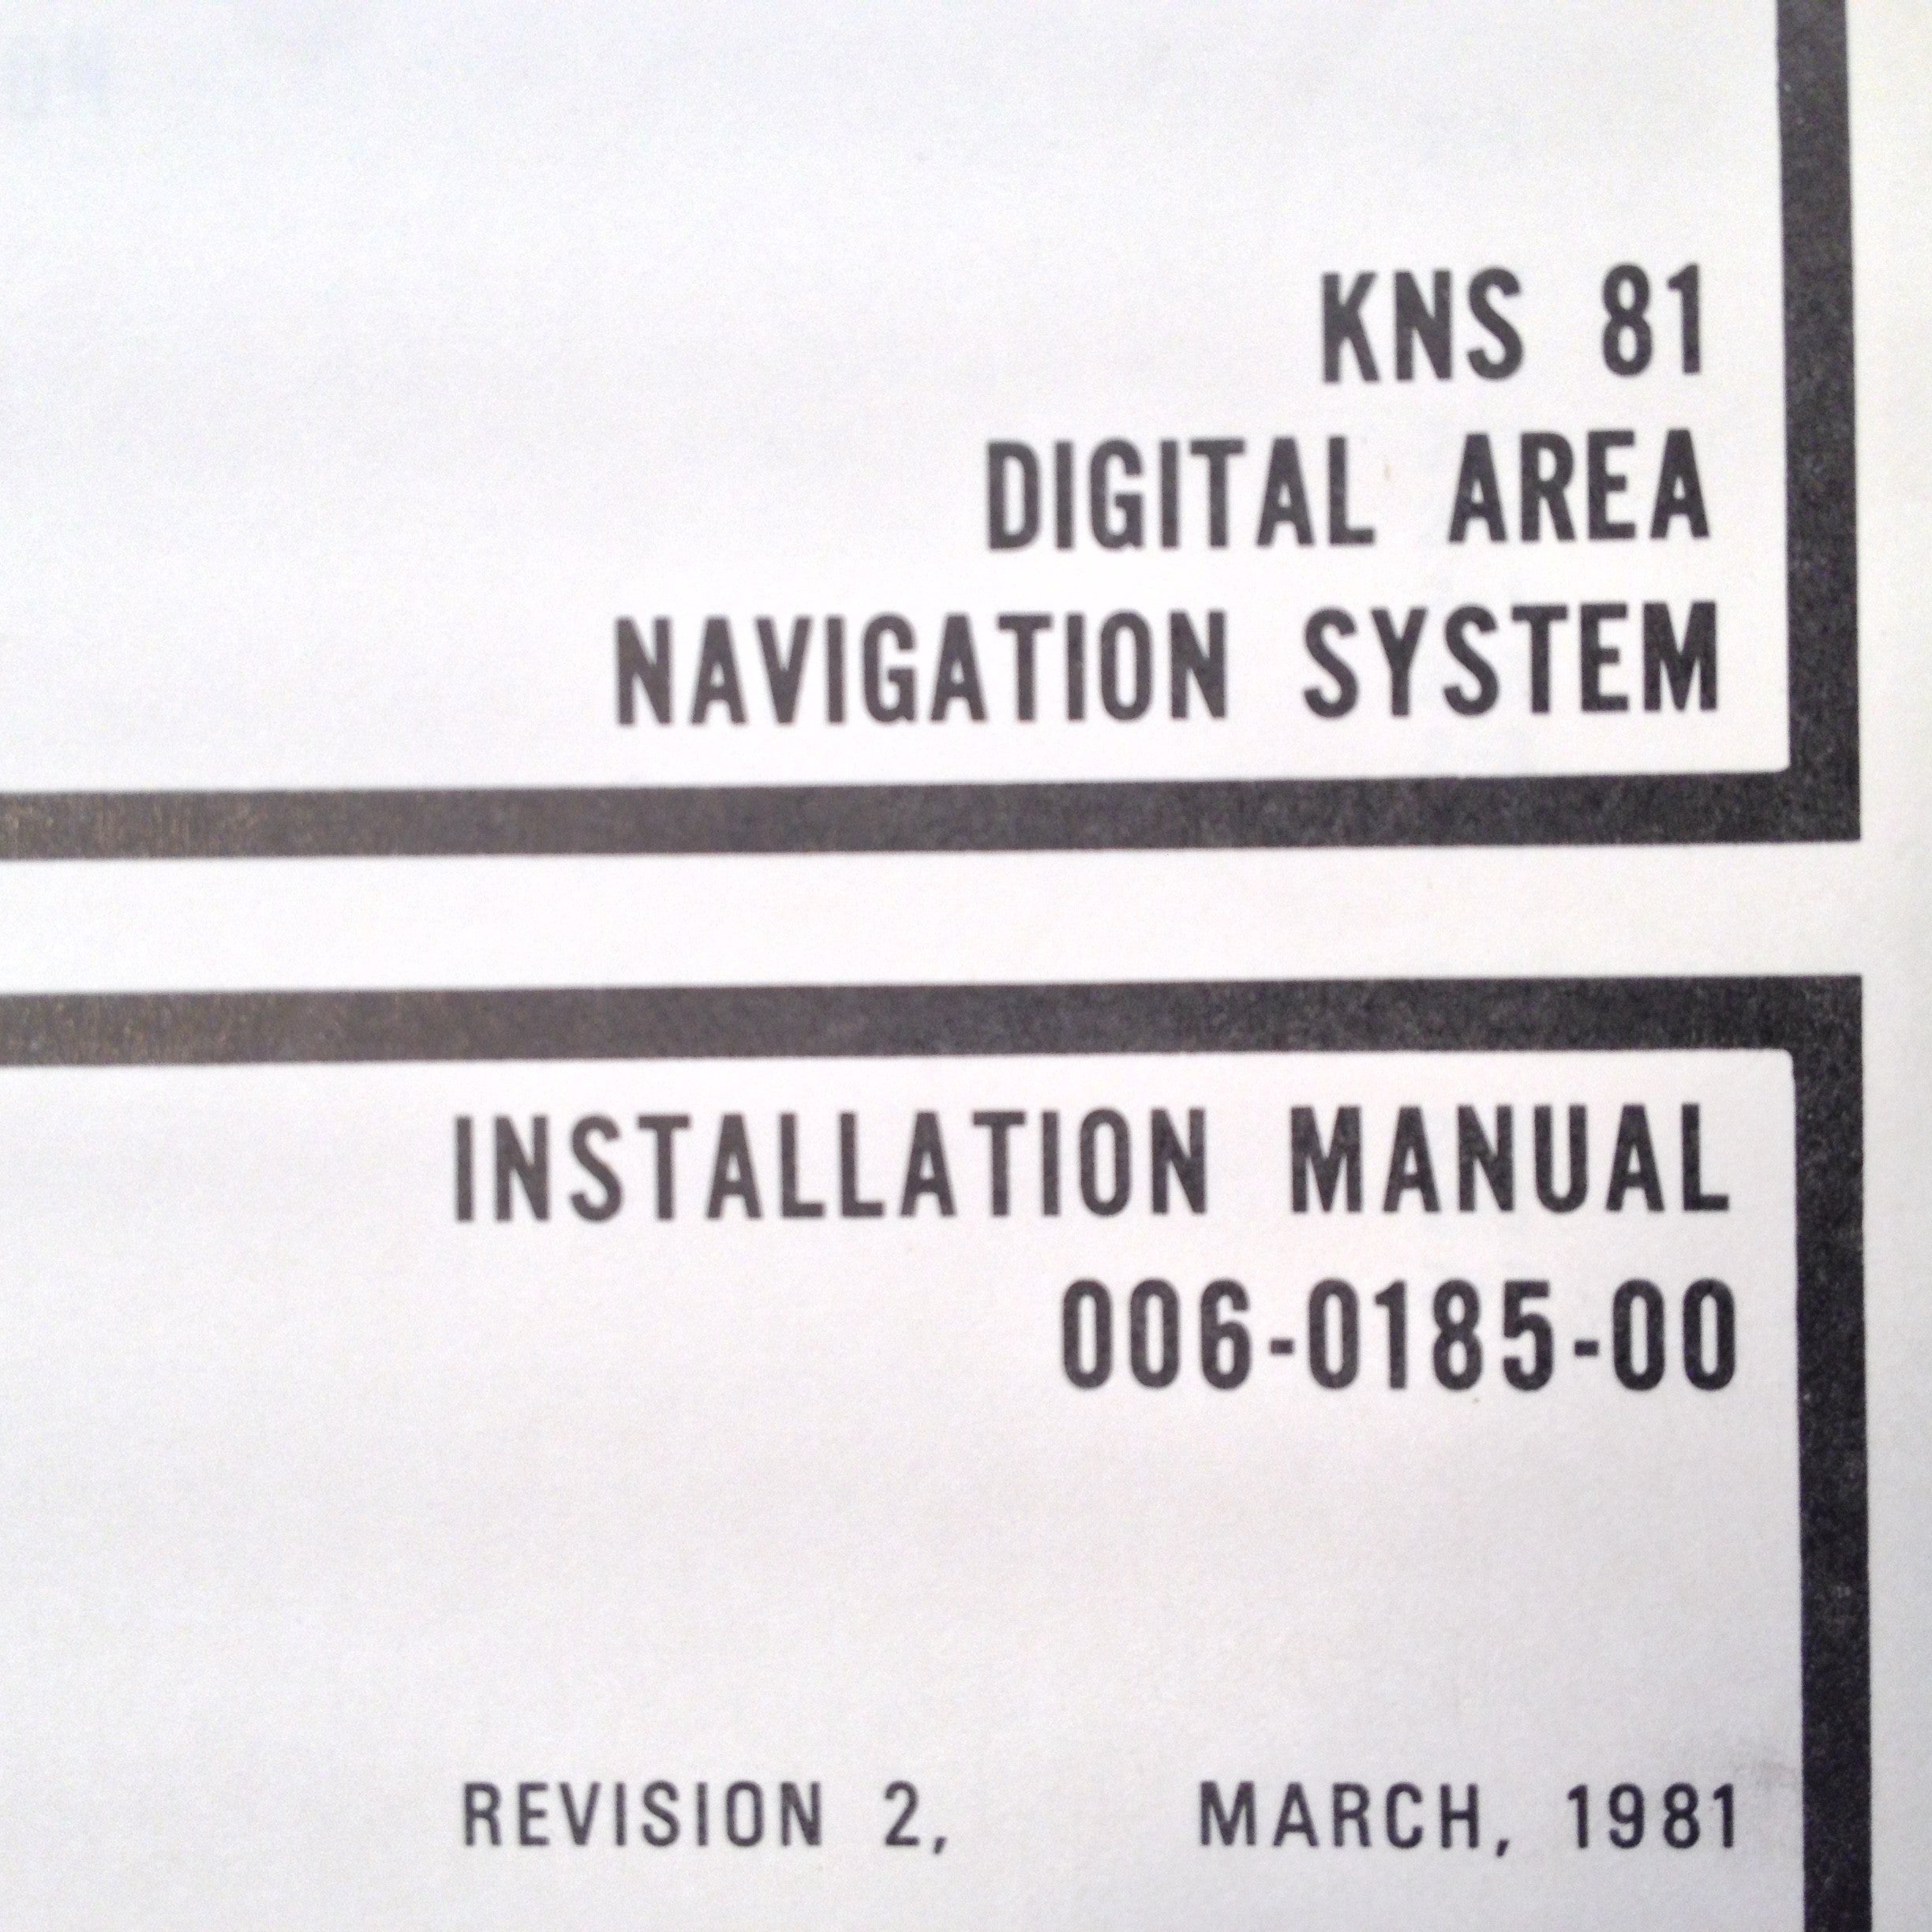 KNS 81
DIGITAL AREA
NAVIGATION SYSTEM
INSTALLATION MANUAL
006-0185-00
REVISION 2, MARCH, 1981